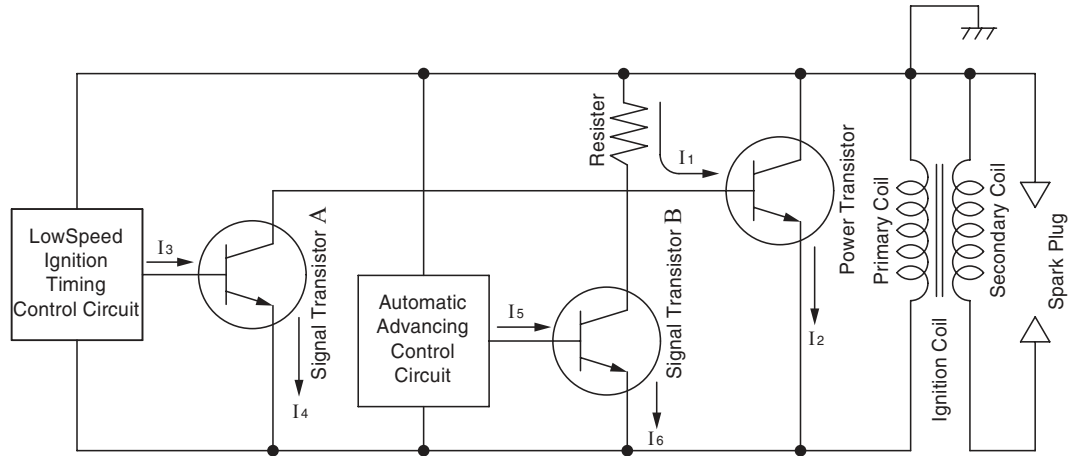 LowSpeed
Ignition
Timing
Control Circuit
I3
Signal Transistor A
I4
Automatic
Advancing
Control
Circuit
I5
Signal Transistor B
I6
Resister
I1
Power Transistor
I2
Primary Coil
Ignition Coil
Secondary Coil
Spark Plug